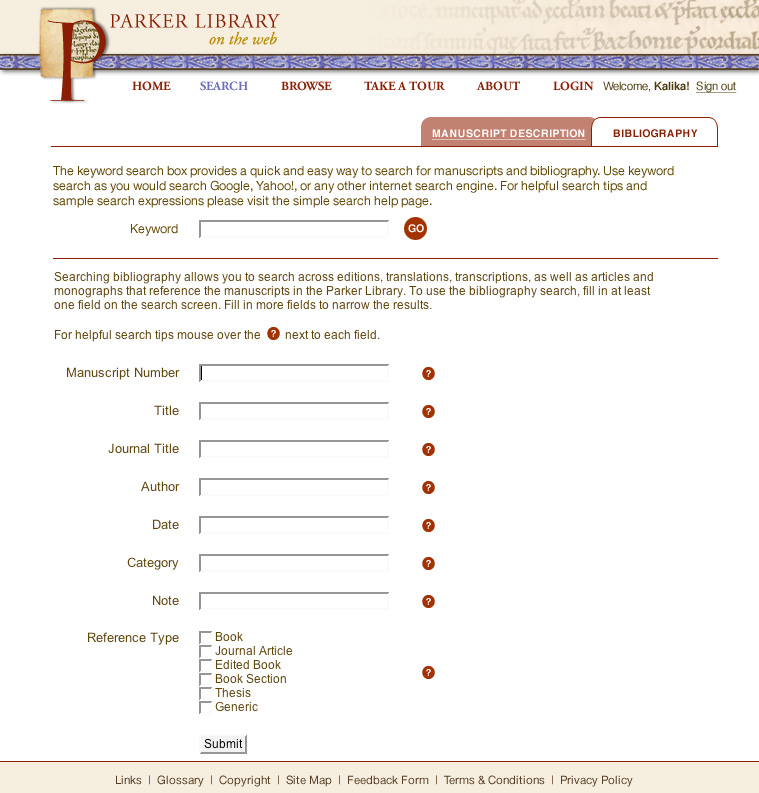 PARKER LIBRARY
on the web
HOME SEARCH BROWSE TAKE A TOUR ABOUT LOGIN Welcome, Kalika! Sign out
MANUSCRIPT DESCRIPTION BIBLIOGRAPHY
The keyword search box provides a quick and easy way to search for manuscripts and bibliography. Use keyword
search as you would search Google, Yahoo!, or any other internet search engine. For helpful search tips and
sample search expressions please visit the simple search help page.
Keyword GO
Searching bibliography allows you to search across editions, translations, transcriptions, as well as articles and
monographs that reference the manuscripts in the Parker Library. To use the bibliography search, fill in at least
one field on the search screen. Fill in more fields to narrow the results.
For helpful search tips mouse over the ? next to each field.
Manuscript Number ?
Title ?
Journal Title ?
Author ?
Date ?
Category ?
Note ?
Reference Type Book
Journal Article
Edited Book
Book Section ?
Thesis
Generic
Submit
Links | Glossary | Copyright | Site Map | Feedback Form | Terms & Conditions | Privacy Policy